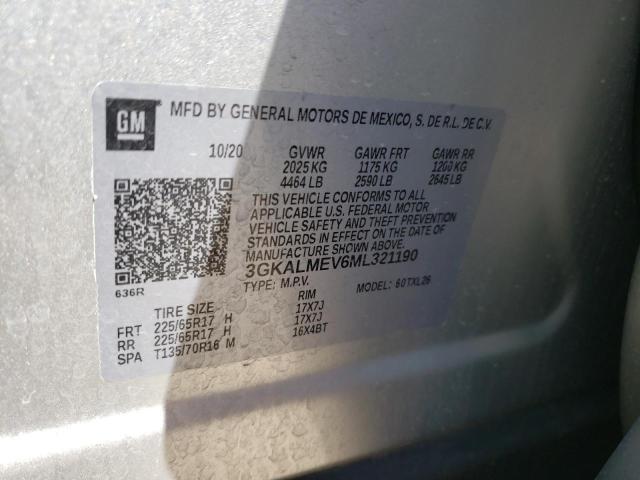 GM
MFD BY GENERAL MOTORS DE MEXICO, S. DE R.L. DE C.V.
10/20 GVWR GAWR FRT GAWR RR
2025 KG 1175 KG 1200 KG
4464 LB 2590 LB 2645 LB
THIS VEHICLE CONFORMS TO ALL
APPLICABLE U.S. FEDERAL MOTOR
VEHICLE SAFETY AND THEFT PREVENTION
STANDARDS IN EFFECT ON THE DATE OF
MANUFACTURE SHOWN ABOVE.
3GKALMEV6ML321190
636R TYPE: M.P.V. MODEL: 60TXL26
TIRE SIZE RIM
FRT 225/65R17 H 17X7J
RR 225/65R17 H 17X7J
SPA T135/70R16 M 16X4BT